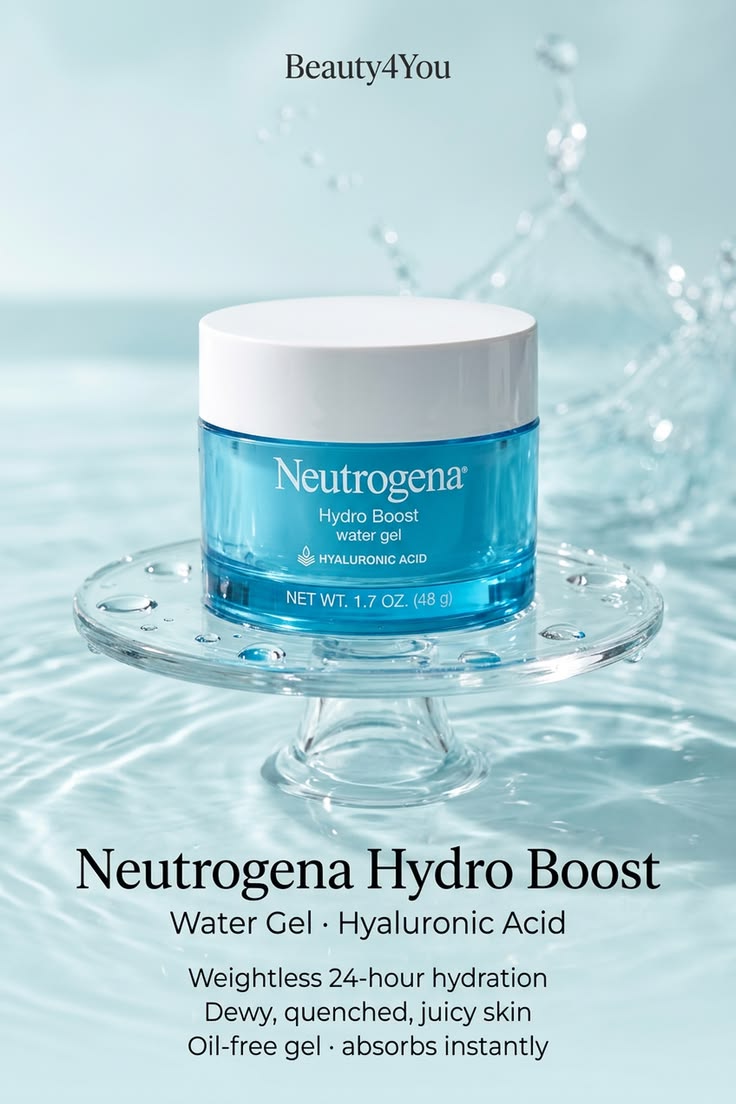 Beauty4You
Neutrogena®
Hydro Boost
water gel
HYALURONIC ACID
NET WT. 1.7 OZ. (48 g)
Neutrogena Hydro Boost
Water Gel · Hyaluronic Acid
Weightless 24-hour hydration
Dewy, quenched, juicy skin
Oil-free gel · absorbs instantly